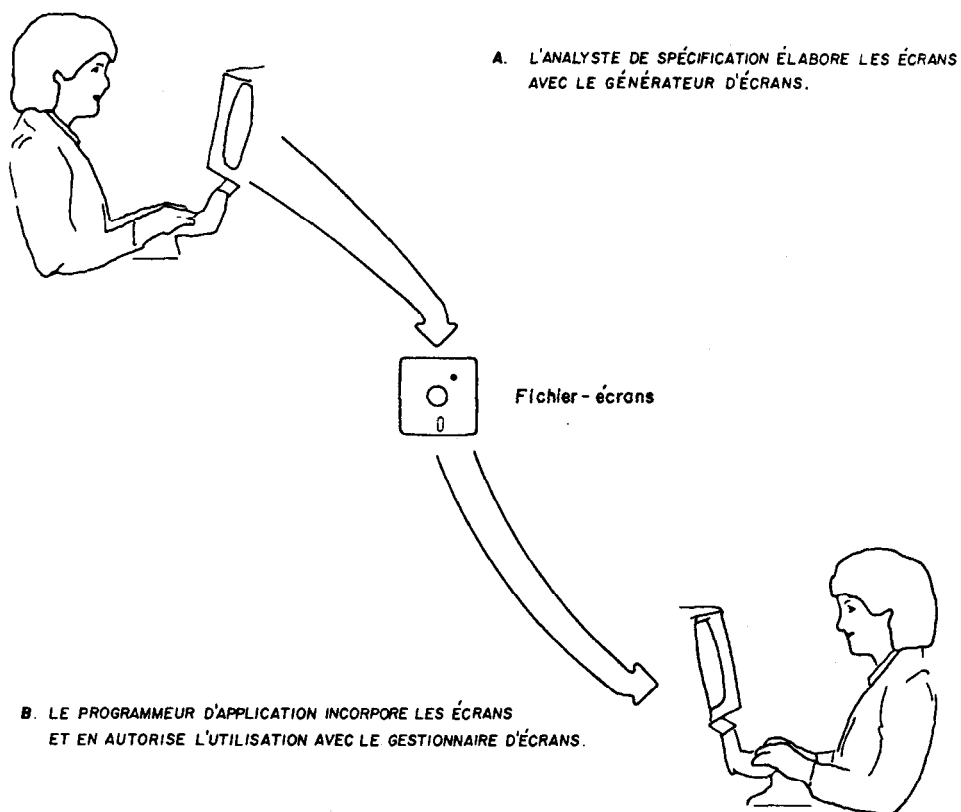 A. L'ANALYSTE DE SPÉCIFICATION ÉLABORE LES ÉCRANS
AVEC LE GÉNÉRATEUR D'ÉCRANS.
Fichier-écrans
B. LE PROGRAMMEUR D'APPLICATION INCORPORE LES ÉCRANS
ET EN AUTORISE L'UTILISATION AVEC LE GESTIONNAIRE D'ÉCRANS.